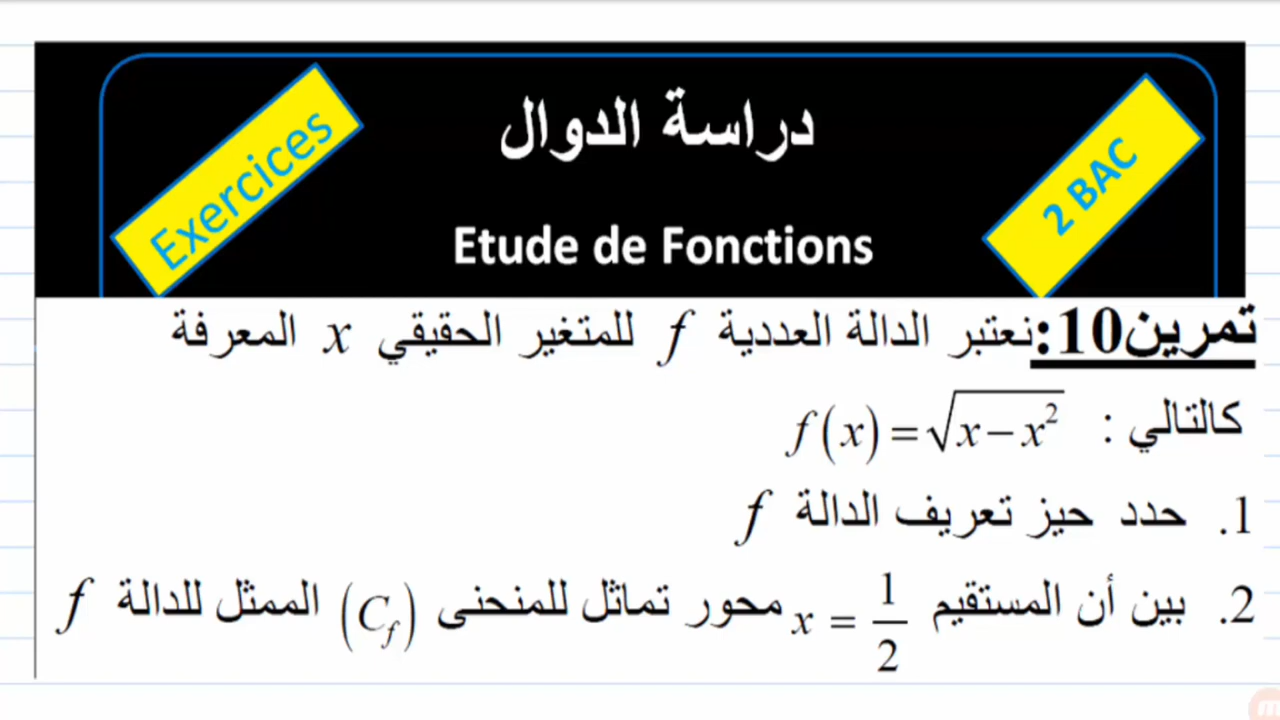 دراسة الدوال
Exercices
2 BAC
Etude de Fonctions
تمرين10: نعتبر الدالة العددية f للمتغير الحقيقي x المعرفة
كالتالي : f(x)=√(x−x²)
1. حدد حيز تعريف الدالة f
2. بين أن المستقيم x = 1/2 محور تماثل للمنحنى (C_f) الممثل للدالة f